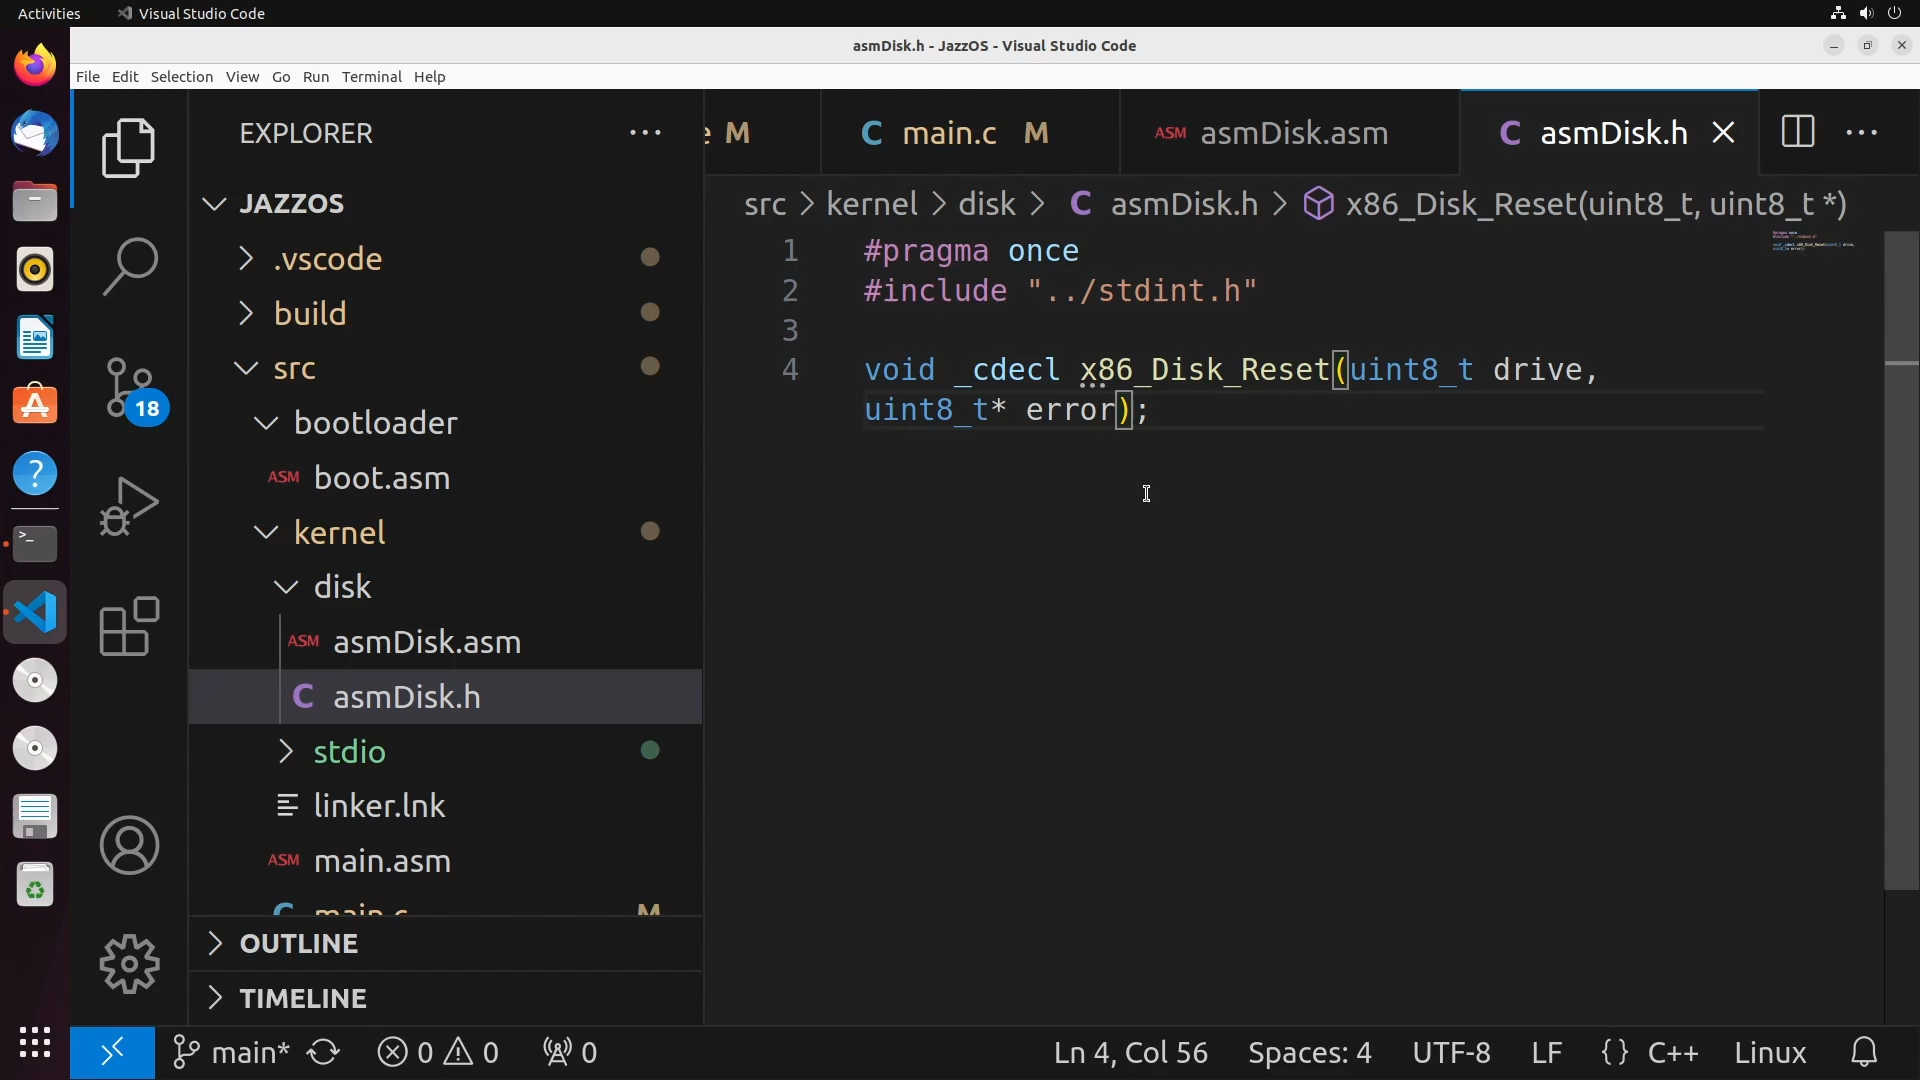 Activities Visual Studio Code
asmDisk.h - JazzOS - Visual Studio Code
File Edit Selection View Go Run Terminal Help
EXPLORER
M
main.c M
ASM asmDisk.asm
C asmDisk.h
JAZZOS
src > kernel > disk > C asmDisk.h > x86_Disk_Reset(uint8_t, uint8_t *)
.vscode
build
src
bootloader
ASM boot.asm
kernel
disk
ASM asmDisk.asm
C asmDisk.h
stdio
linker.lnk
ASM main.asm
C main.c M
OUTLINE
TIMELINE
18
1 #pragma once
2 #include "../stdint.h"
3
4 void _cdecl x86_Disk_Reset(uint8_t drive,
uint8_t* error);
main* 0 0 0
Ln 4, Col 56 Spaces: 4 UTF-8 LF {} C++ Linux